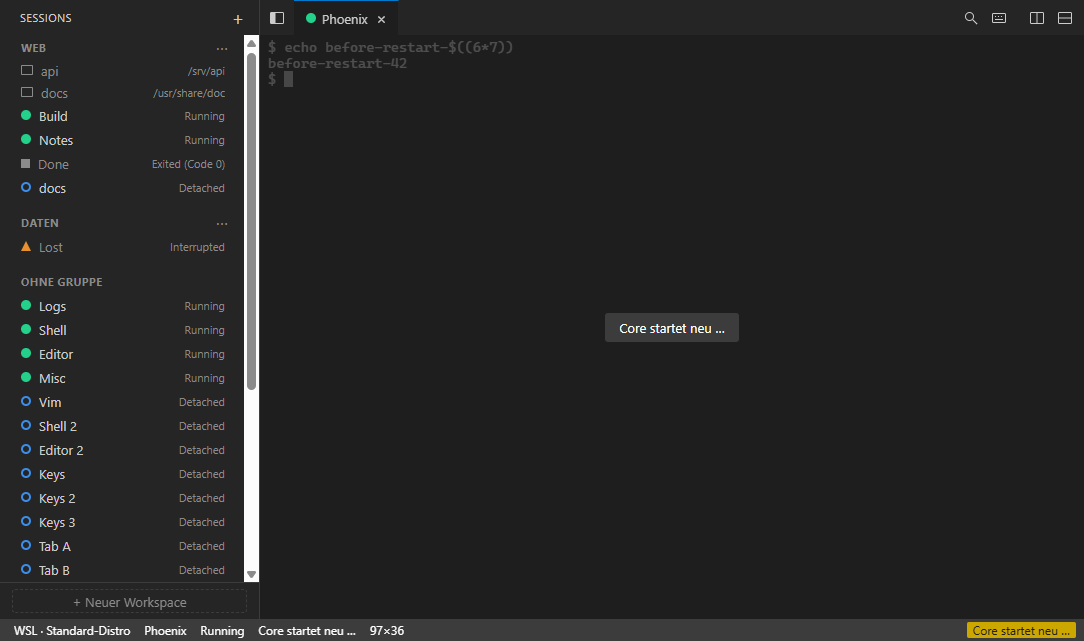 SESSIONS +
WEB ...
api /srv/api
docs /usr/share/doc
Build Running
Notes Running
Done Exited (Code 0)
docs Detached
DATEN ...
Lost Interrupted
OHNE GRUPPE
Logs Running
Shell Running
Editor Running
Misc Running
Vim Detached
Shell 2 Detached
Editor 2 Detached
Keys Detached
Keys 2 Detached
Keys 3 Detached
Tab A Detached
Tab B Detached
+ Neuer Workspace
Phoenix ×
$ echo before-restart-$((6*7))
before-restart-42
$
Core startet neu ...
WSL · Standard-Distro Phoenix Running Core startet neu ... 97×36 Core startet neu ...